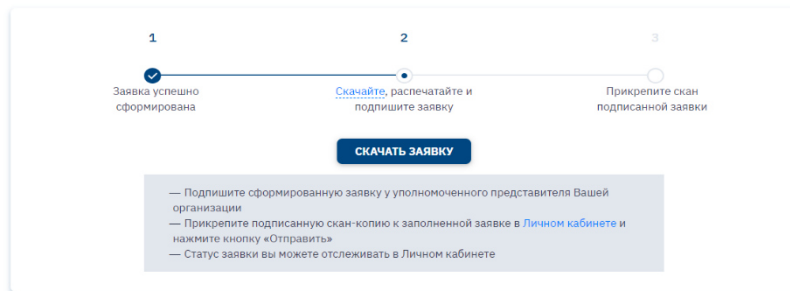 1
2
3
Заявка успешно
сформирована
Скачайте, распечатайте и
подпишите заявку
Прикрепите скан
подписанной заявки
СКАЧАТЬ ЗАЯВКУ
— Подпишите сформированную заявку у уполномоченного представителя Вашей
организации
— Прикрепите подписанную скан-копию к заполненной заявке в Личном кабинете и
нажмите кнопку «Отправить»
— Статус заявки вы можете отслеживать в Личном кабинете